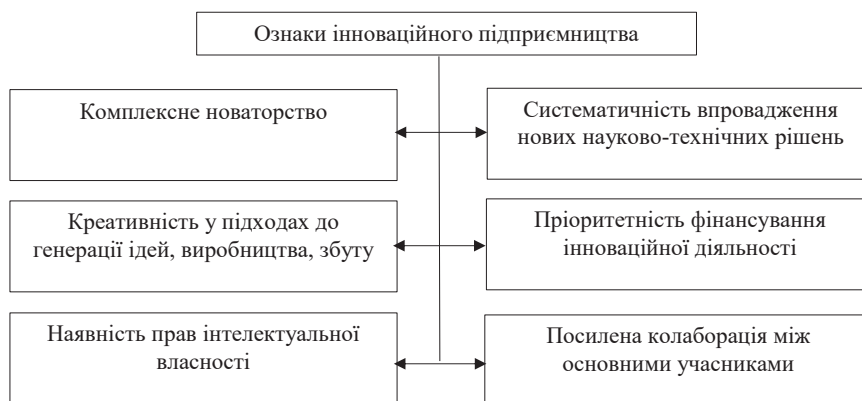 Ознаки інноваційного підприємництва
Комплексне новаторство
Систематичність впровадження
нових науково-технічних рішень
Креативність у підходах до
генерації ідей, виробництва, збуту
Пріоритетність фінансування
інноваційної діяльності
Наявність прав інтелектуальної
власності
Посилена колаборація між
основними учасниками